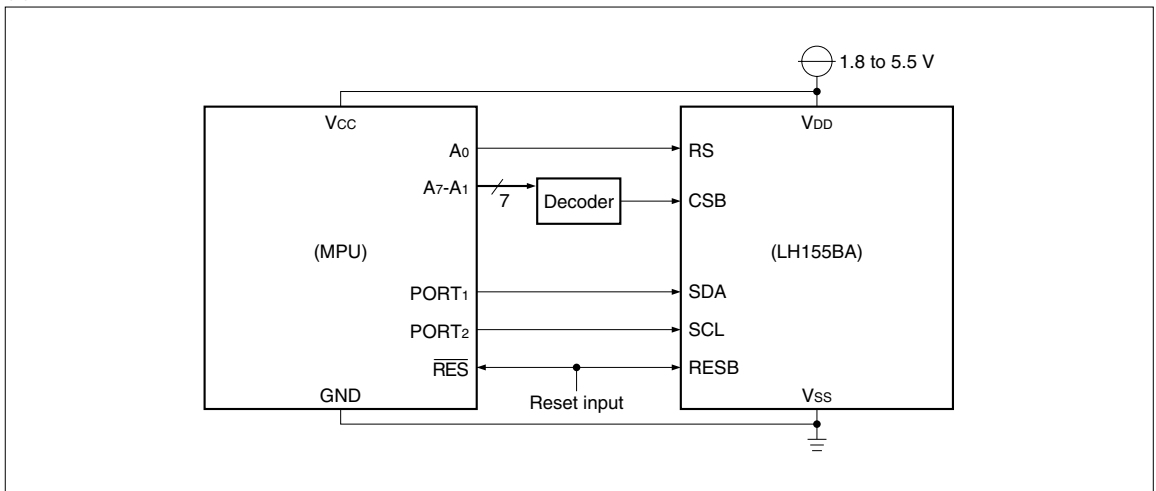 1.8 to 5.5 V
VCC
VDD
A0
RS
A7-A1
7
Decoder
CSB
(MPU)
(LH155BA)
PORT1
SDA
PORT2
SCL
RES
RESB
GND
Reset input
VSS